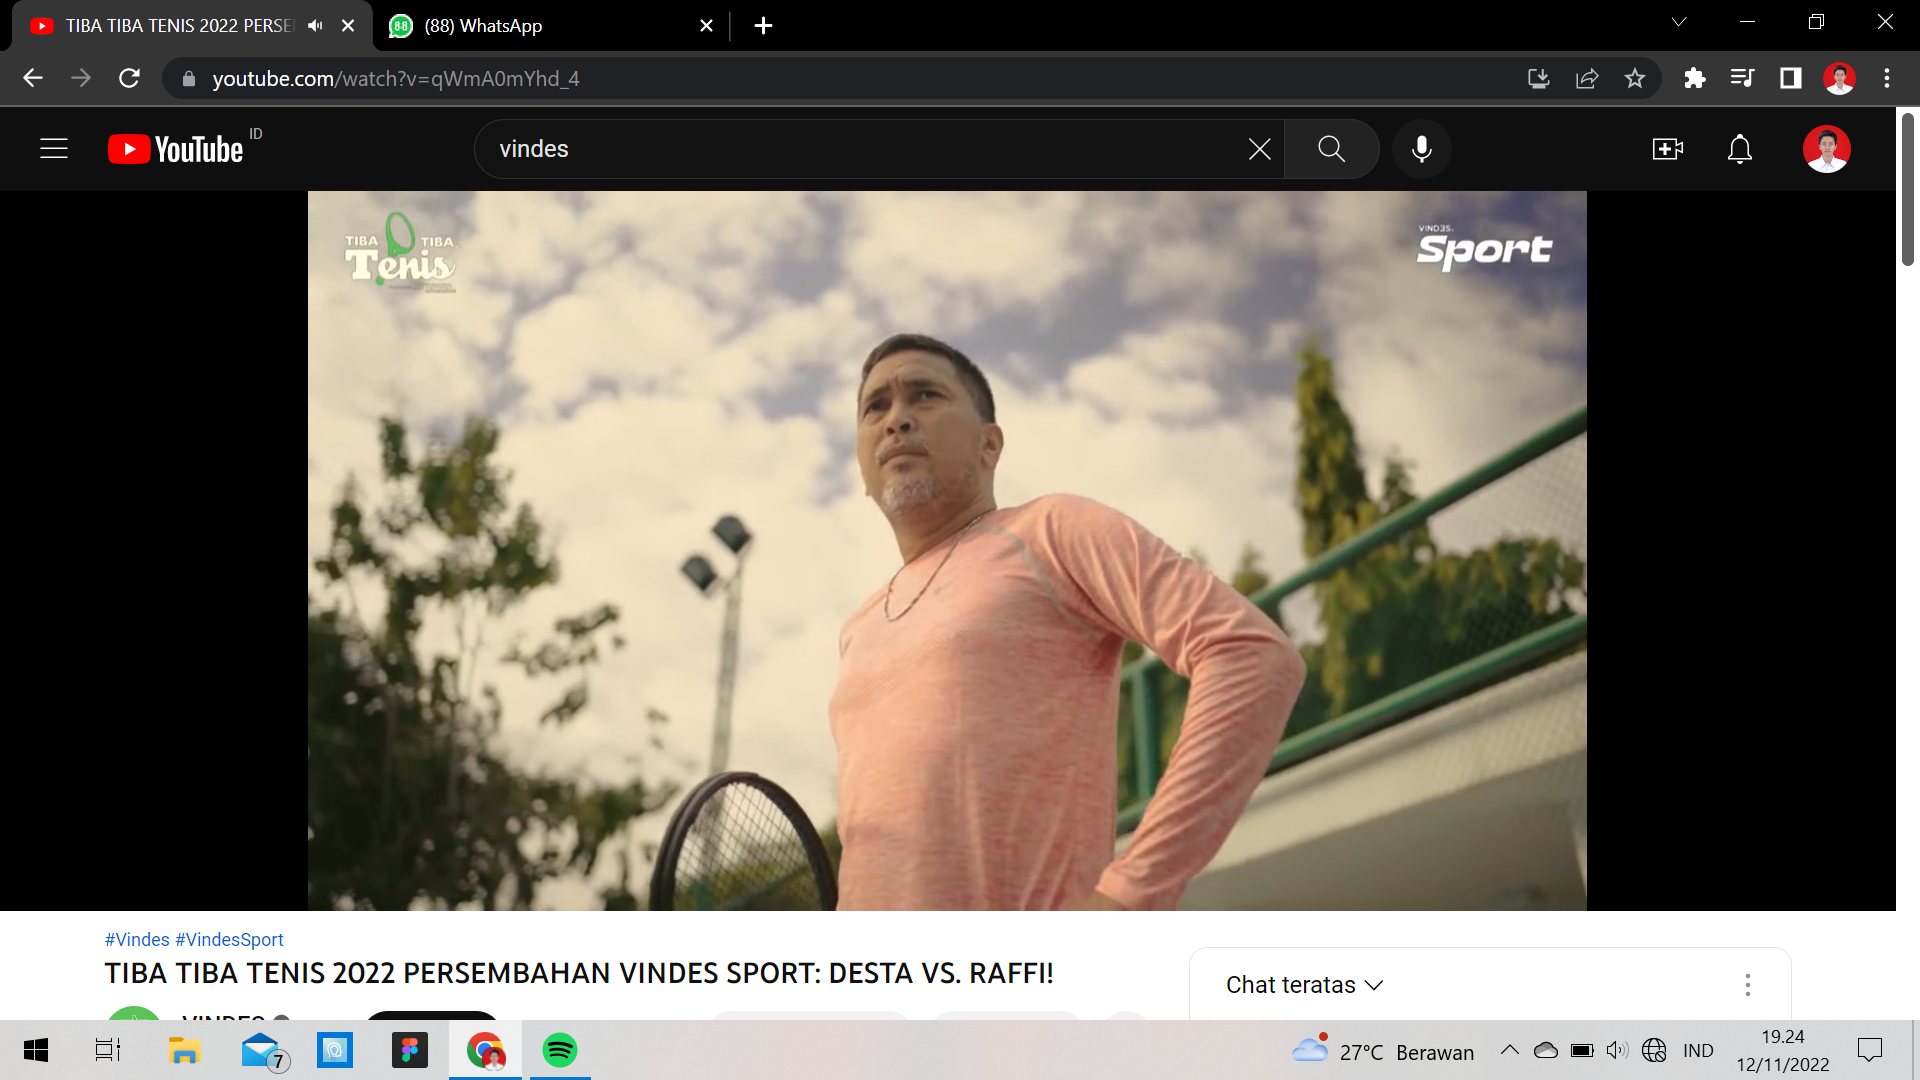 TIBA TIBA TENIS 2022 PERSE
(88) WhatsApp
youtube.com/watch?v=qWmA0mYhd_4
YouTube ID
vindes
TIBA TIBA
Tenis
VIND3S.
Sport
#Vindes #VindesSport
TIBA TIBA TENIS 2022 PERSEMBAHAN VINDES SPORT: DESTA VS. RAFFI!
Chat teratas
VINDES
7
27°C Berawan
IND
19.24
12/11/2022